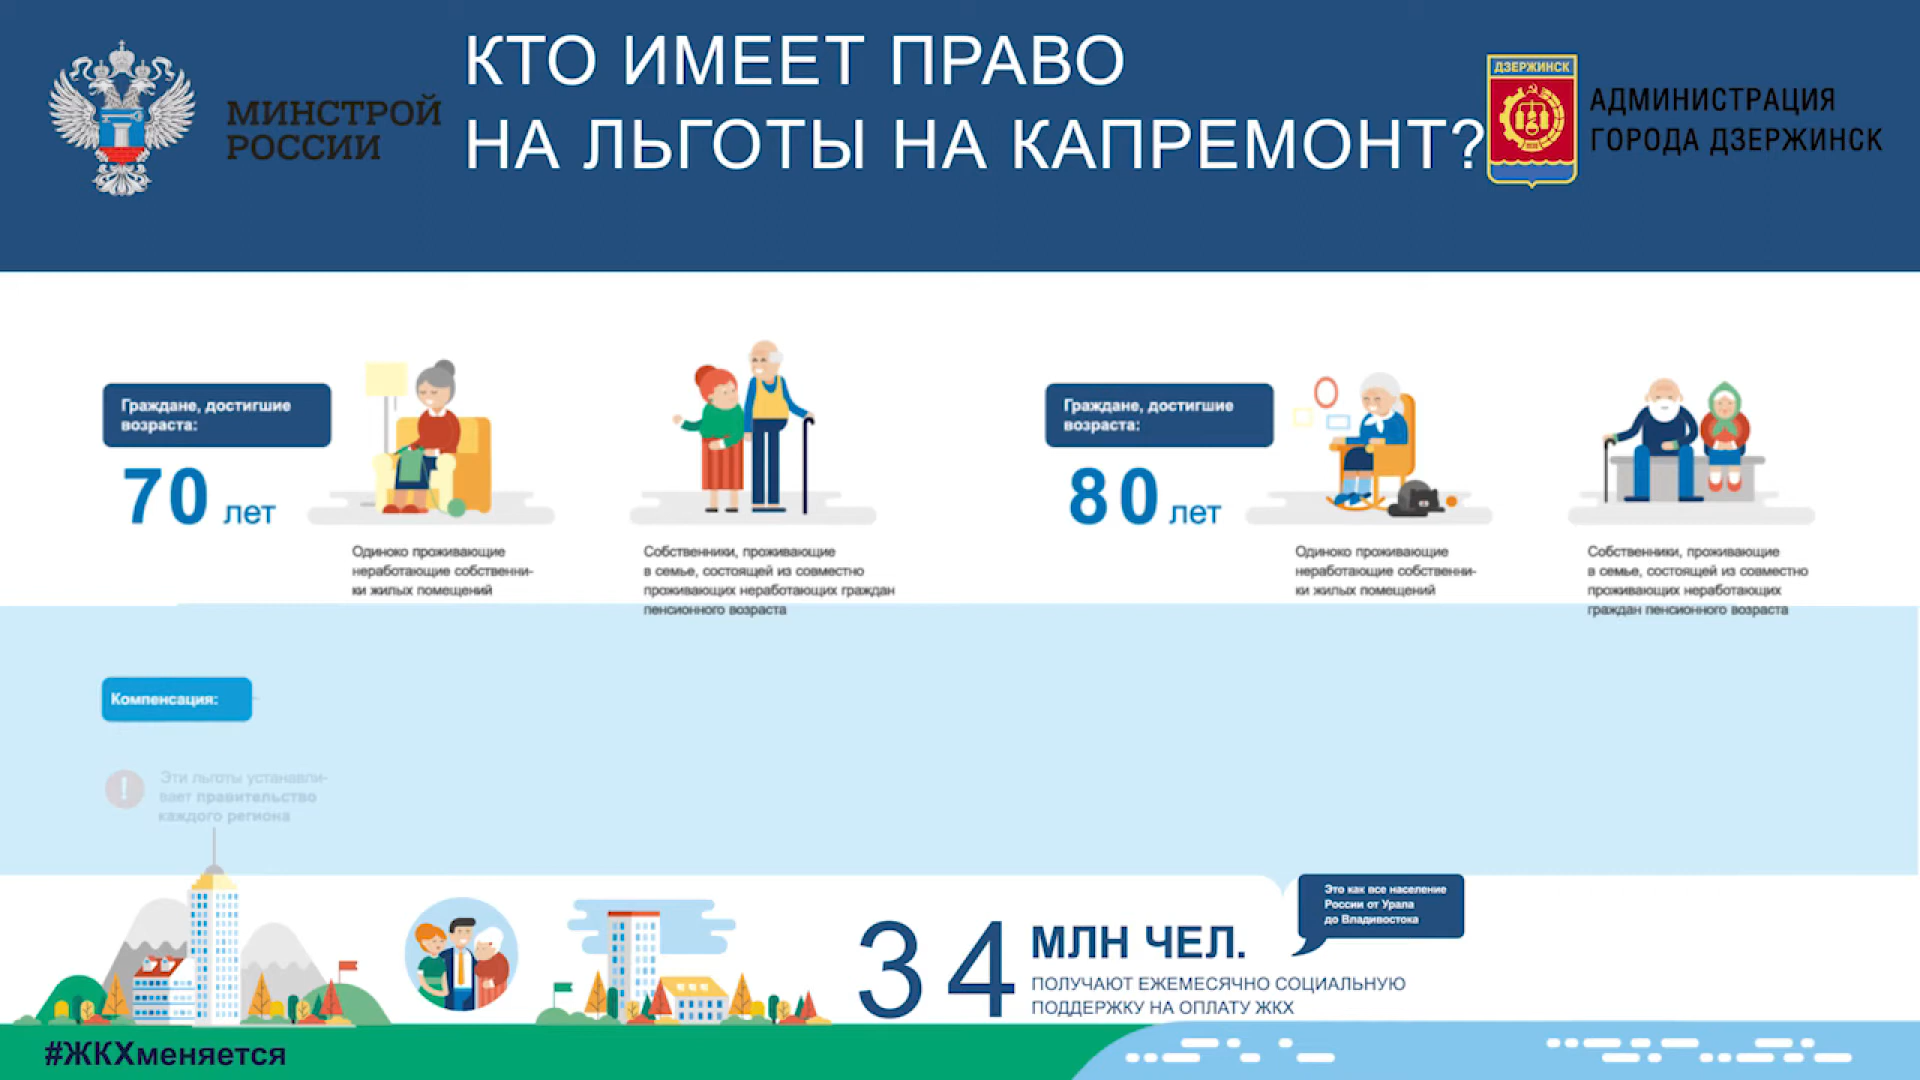 МИНСТРОЙ
РОССИИ
КТО ИМЕЕТ ПРАВО
НА ЛЬГОТЫ НА КАПРЕМОНТ?
ДЗЕРЖИНСК
АДМИНИСТРАЦИЯ
ГОРОДА ДЗЕРЖИНСК
Граждане, достигшие
возраста:
70 лет
Одиноко проживающие
неработающие собственни-
ки жилых помещений
Собственники, проживающие
в семье, состоящей из совместно
проживающих неработающих граждан
пенсионного возраста
Граждане, достигшие
возраста:
80 лет
Одиноко проживающие
неработающие собственни-
ки жилых помещений
Собственники, проживающие
в семье, состоящей из совместно
проживающих неработающих
граждан пенсионного возраста
Компенсация:
!
Эти льготы устанавли-
вает правительство
каждого региона
34 МЛН ЧЕЛ.
ПОЛУЧАЮТ ЕЖЕМЕСЯЧНО СОЦИАЛЬНУЮ
ПОДДЕРЖКУ НА ОПЛАТУ ЖКХ
Это как все население
России от Урала
до Владивостока
#ЖКХменяется